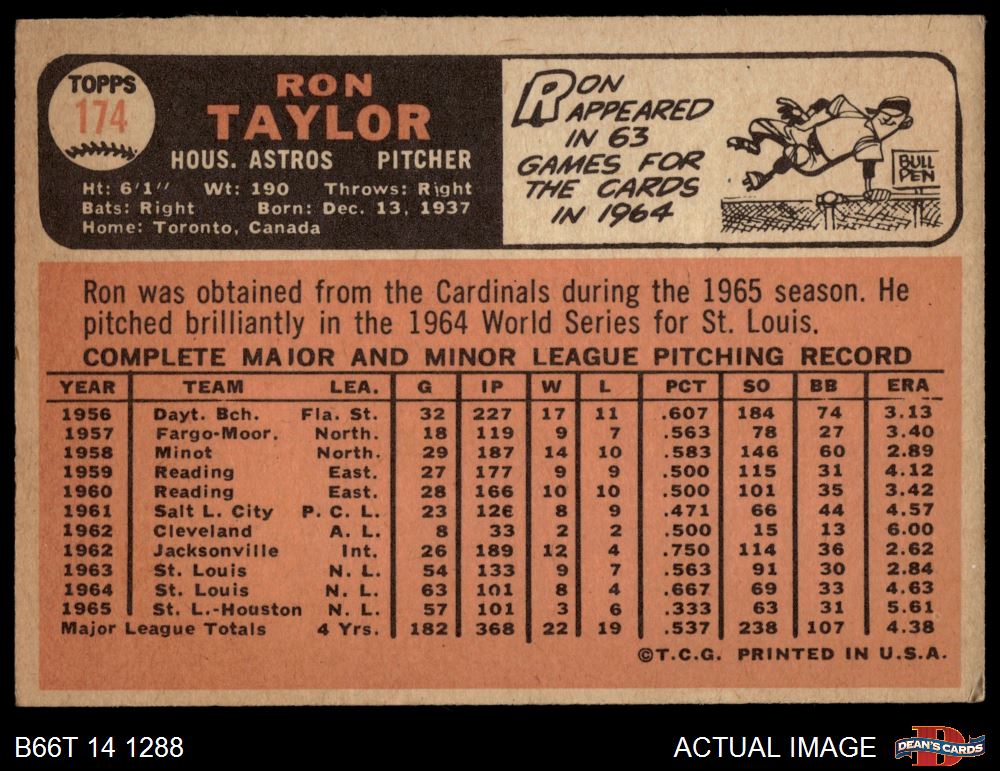 TOPPS
174
RON
TAYLOR
HOUS. ASTROS PITCHER
Ht: 6'1" Wt: 190 Throws: Right
Bats: Right Born: Dec. 13, 1937
Home: Toronto, Canada
RON
APPEARED
IN 63
GAMES FOR
THE CARDS
IN 1964
BULL
PEN
Ron was obtained from the Cardinals during the 1965 season. He
pitched brilliantly in the 1964 World Series for St. Louis.
COMPLETE MAJOR AND MINOR LEAGUE PITCHING RECORD
YEAR TEAM LEA. G IP W L PCT SO BB ERA
1956 Dayt. Bch. Fla. St. 32 227 17 11 .607 184 74 3.13
1957 Fargo-Moor. North. 18 119 9 7 .563 78 27 3.40
1958 Minot North. 29 187 14 10 .583 146 60 2.89
1959 Reading East. 27 177 9 9 .500 115 31 4.12
1960 Reading East. 28 166 10 10 .500 101 35 3.42
1961 Salt L. City P. C. L. 23 126 8 9 .471 66 44 4.57
1962 Cleveland A. L. 8 33 2 2 .500 15 13 6.00
1962 Jacksonville Int. 26 189 12 4 .750 114 36 2.62
1963 St. Louis N. L. 54 133 9 7 .563 91 30 2.84
1964 St. Louis N. L. 63 101 8 4 .667 69 33 4.63
1965 St. L.-Houston N. L. 57 101 3 6 .333 63 31 5.61
Major League Totals 4 Yrs. 182 368 22 19 .537 238 107 4.38
©T.C.G. PRINTED IN U.S.A.
B66T 14 1288
ACTUAL IMAGE
D
DEAN'S CARDS